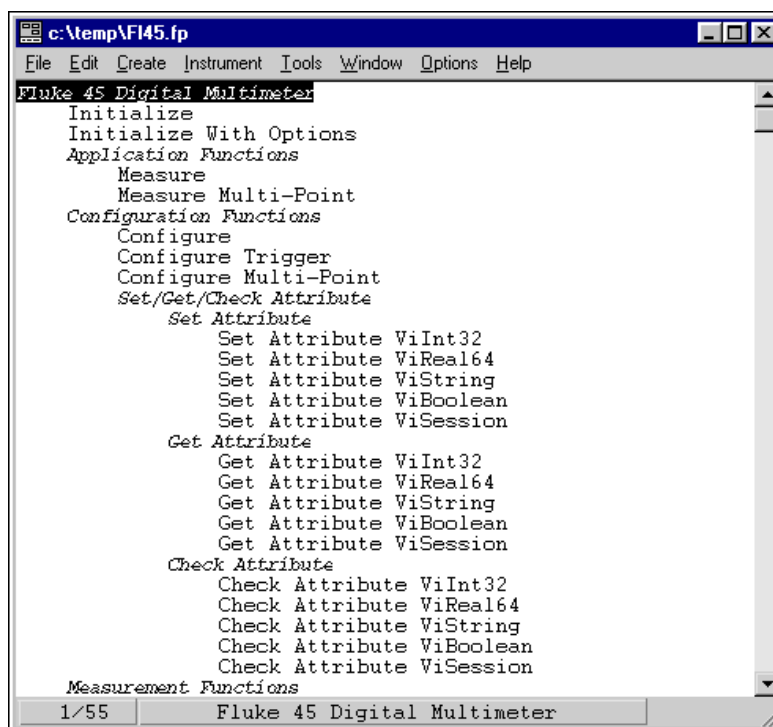 c:\temp\Fl45.fp
File Edit Create Instrument Tools Window Options Help
Fluke 45 Digital Multimeter
Initialize
Initialize With Options
Application Functions
Measure
Measure Multi-Point
Configuration Functions
Configure
Configure Trigger
Configure Multi-Point
Set/Get/Check Attribute
Set Attribute
Set Attribute ViInt32
Set Attribute ViReal64
Set Attribute ViString
Set Attribute ViBoolean
Set Attribute ViSession
Get Attribute
Get Attribute ViInt32
Get Attribute ViReal64
Get Attribute ViString
Get Attribute ViBoolean
Get Attribute ViSession
Check Attribute
Check Attribute ViInt32
Check Attribute ViReal64
Check Attribute ViString
Check Attribute ViBoolean
Check Attribute ViSession
Measurement Functions
1/55 Fluke 45 Digital Multimeter